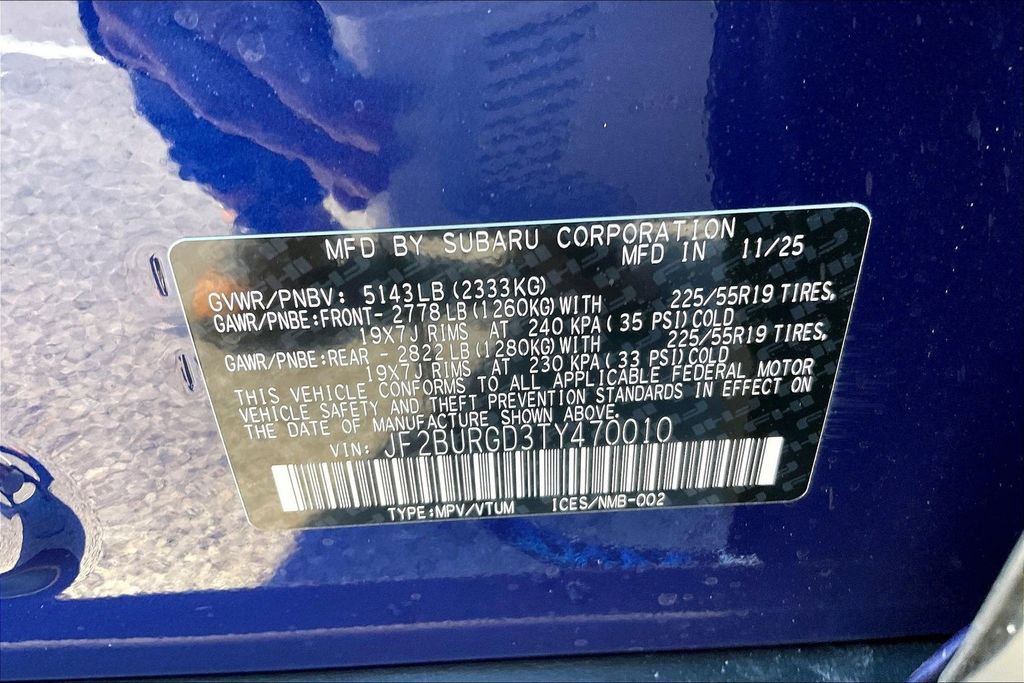 MFD BY SUBARU CORPORATION
MFD IN 11/25
GVWR/PNBV: 5143LB (2333KG)
GAWR/PNBE:FRONT- 2778 LB (1260KG) WITH 225/55R19 TIRES,
19X7J RIMS AT 240 KPA ( 35 PSI) COLD
GAWR/PNBE:REAR - 2822 LB (1280KG) WITH 225/55R19 TIRES,
19X7J RIMS AT 230 KPA ( 33 PSI) COLD
THIS VEHICLE CONFORMS TO ALL APPLICABLE FEDERAL MOTOR
VEHICLE SAFETY AND THEFT PREVENTION STANDARDS IN EFFECT ON
THE DATE OF MANUFACTURE SHOWN ABOVE.
VIN: JF2BURGD3TY470010
TYPE:MPV/VTUM ICES/NMB-002